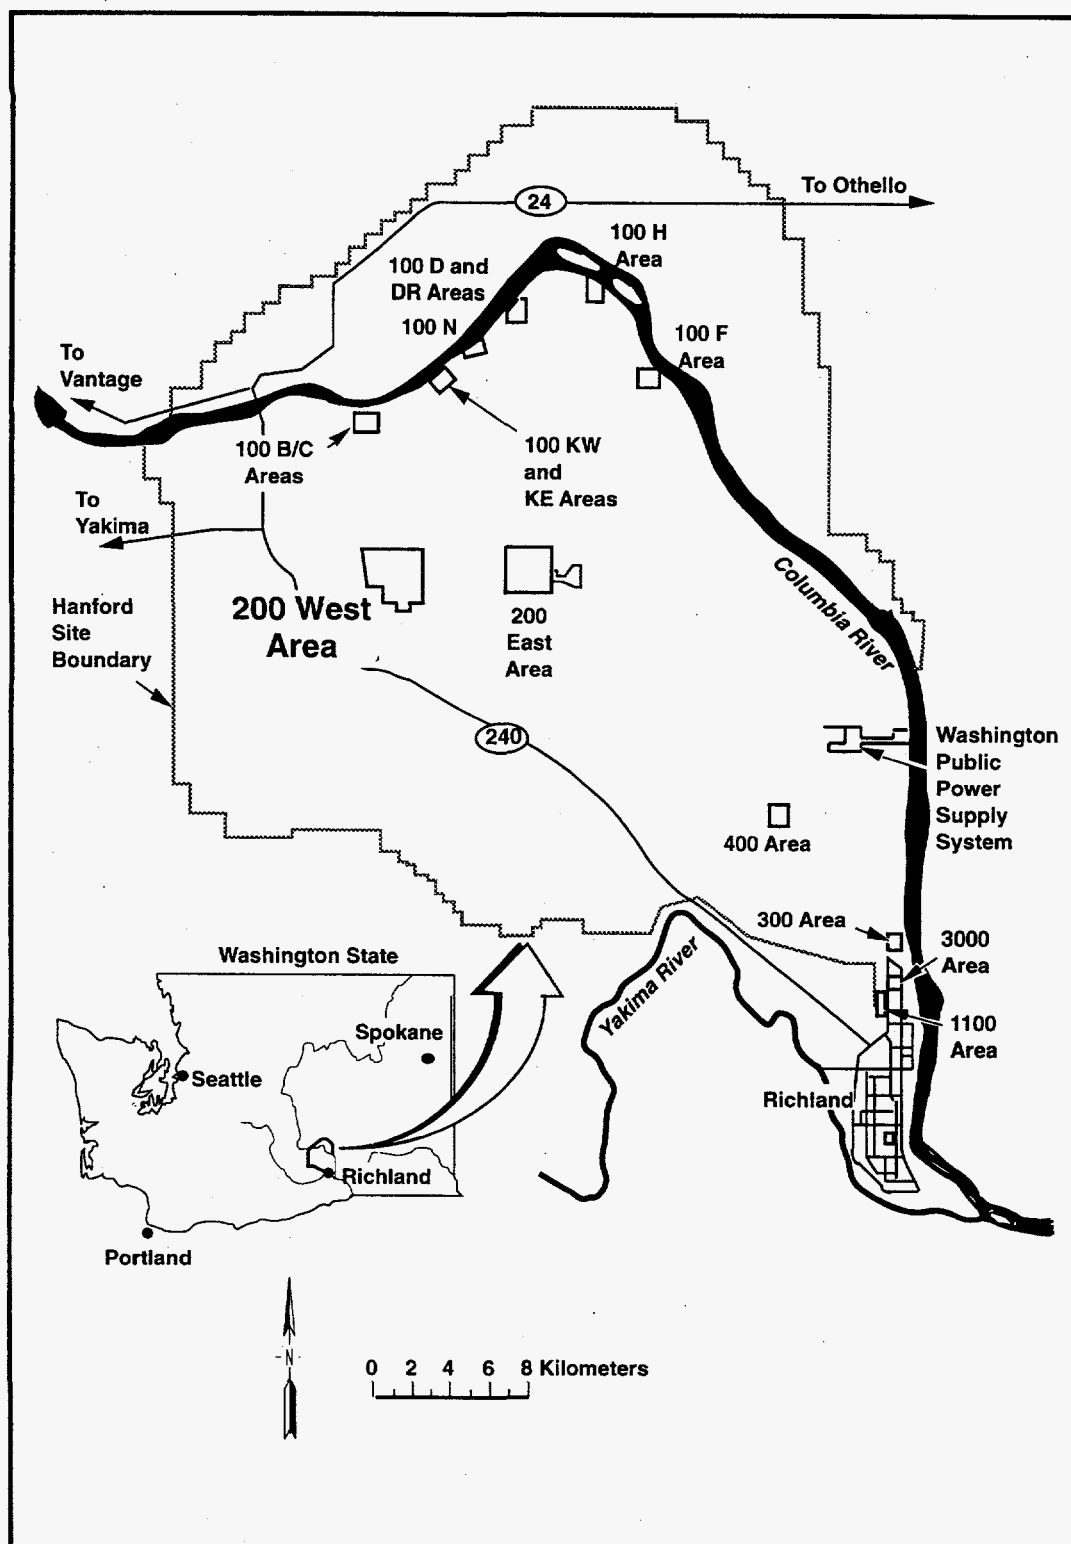 To Othello
24
100 H
Area
100 D and
DR Areas
100 N
100 F
Area
To
Vantage
100 B/C
Areas
100 KW
and
KE Areas
To
Yakima
Columbia River
Hanford
Site
Boundary
200 West
Area
200
East
Area
240
Washington
Public
Power
Supply
System
400 Area
300 Area
3000
Area
Yakima River
1100
Area
Richland
Washington State
Spokane
Seattle
Richland
Portland
N
0 2 4 6 8 Kilometers